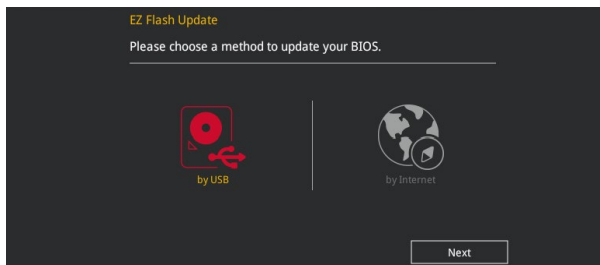 EZ Flash Update
Please choose a method to update your BIOS.
by USB
by Internet
Next